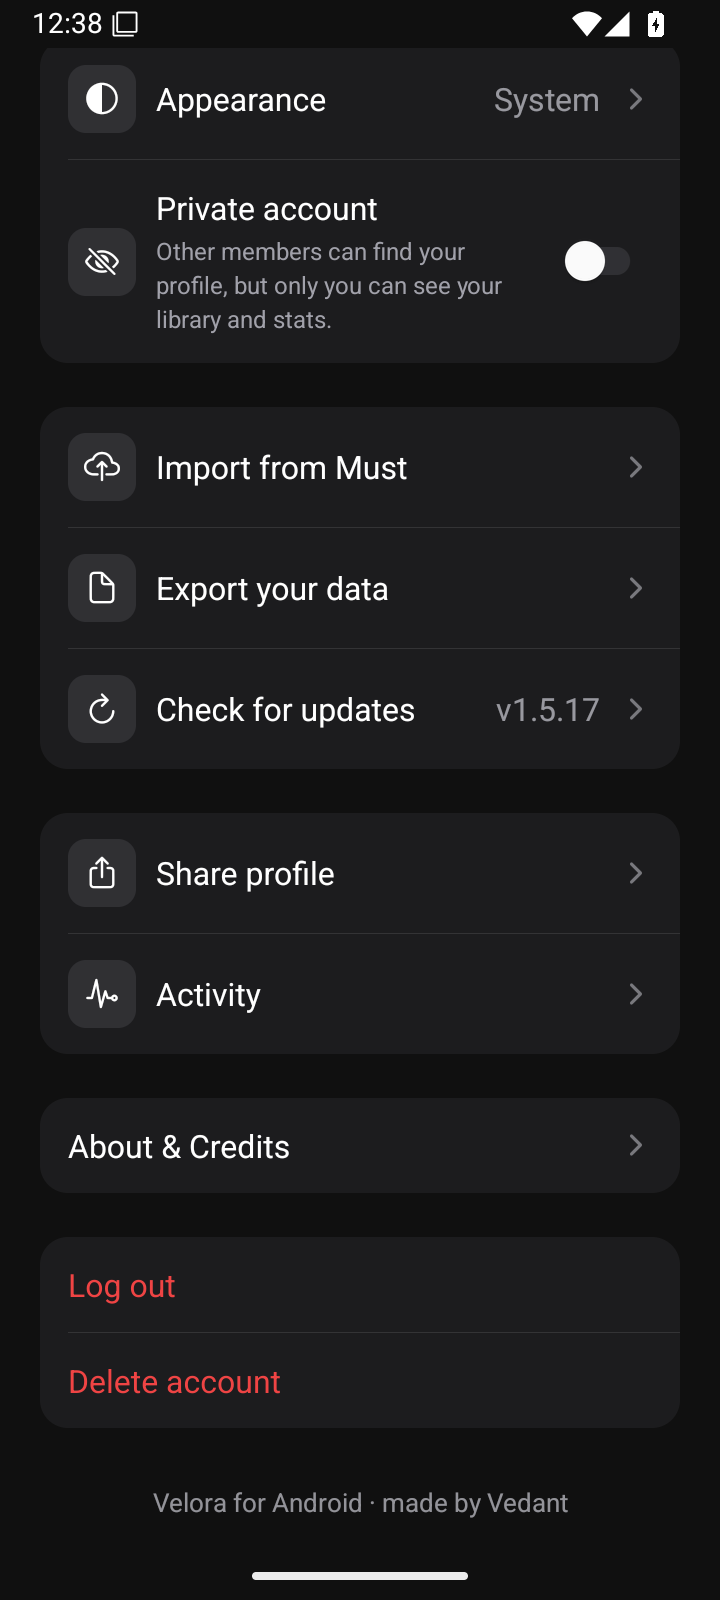 12:38
Appearance
System
Private account
Other members can find your
profile, but only you can see your
library and stats.
Import from Must
Export your data
Check for updates
v1.5.17
Share profile
Activity
About & Credits
Log out
Delete account
Velora for Android · made by Vedant